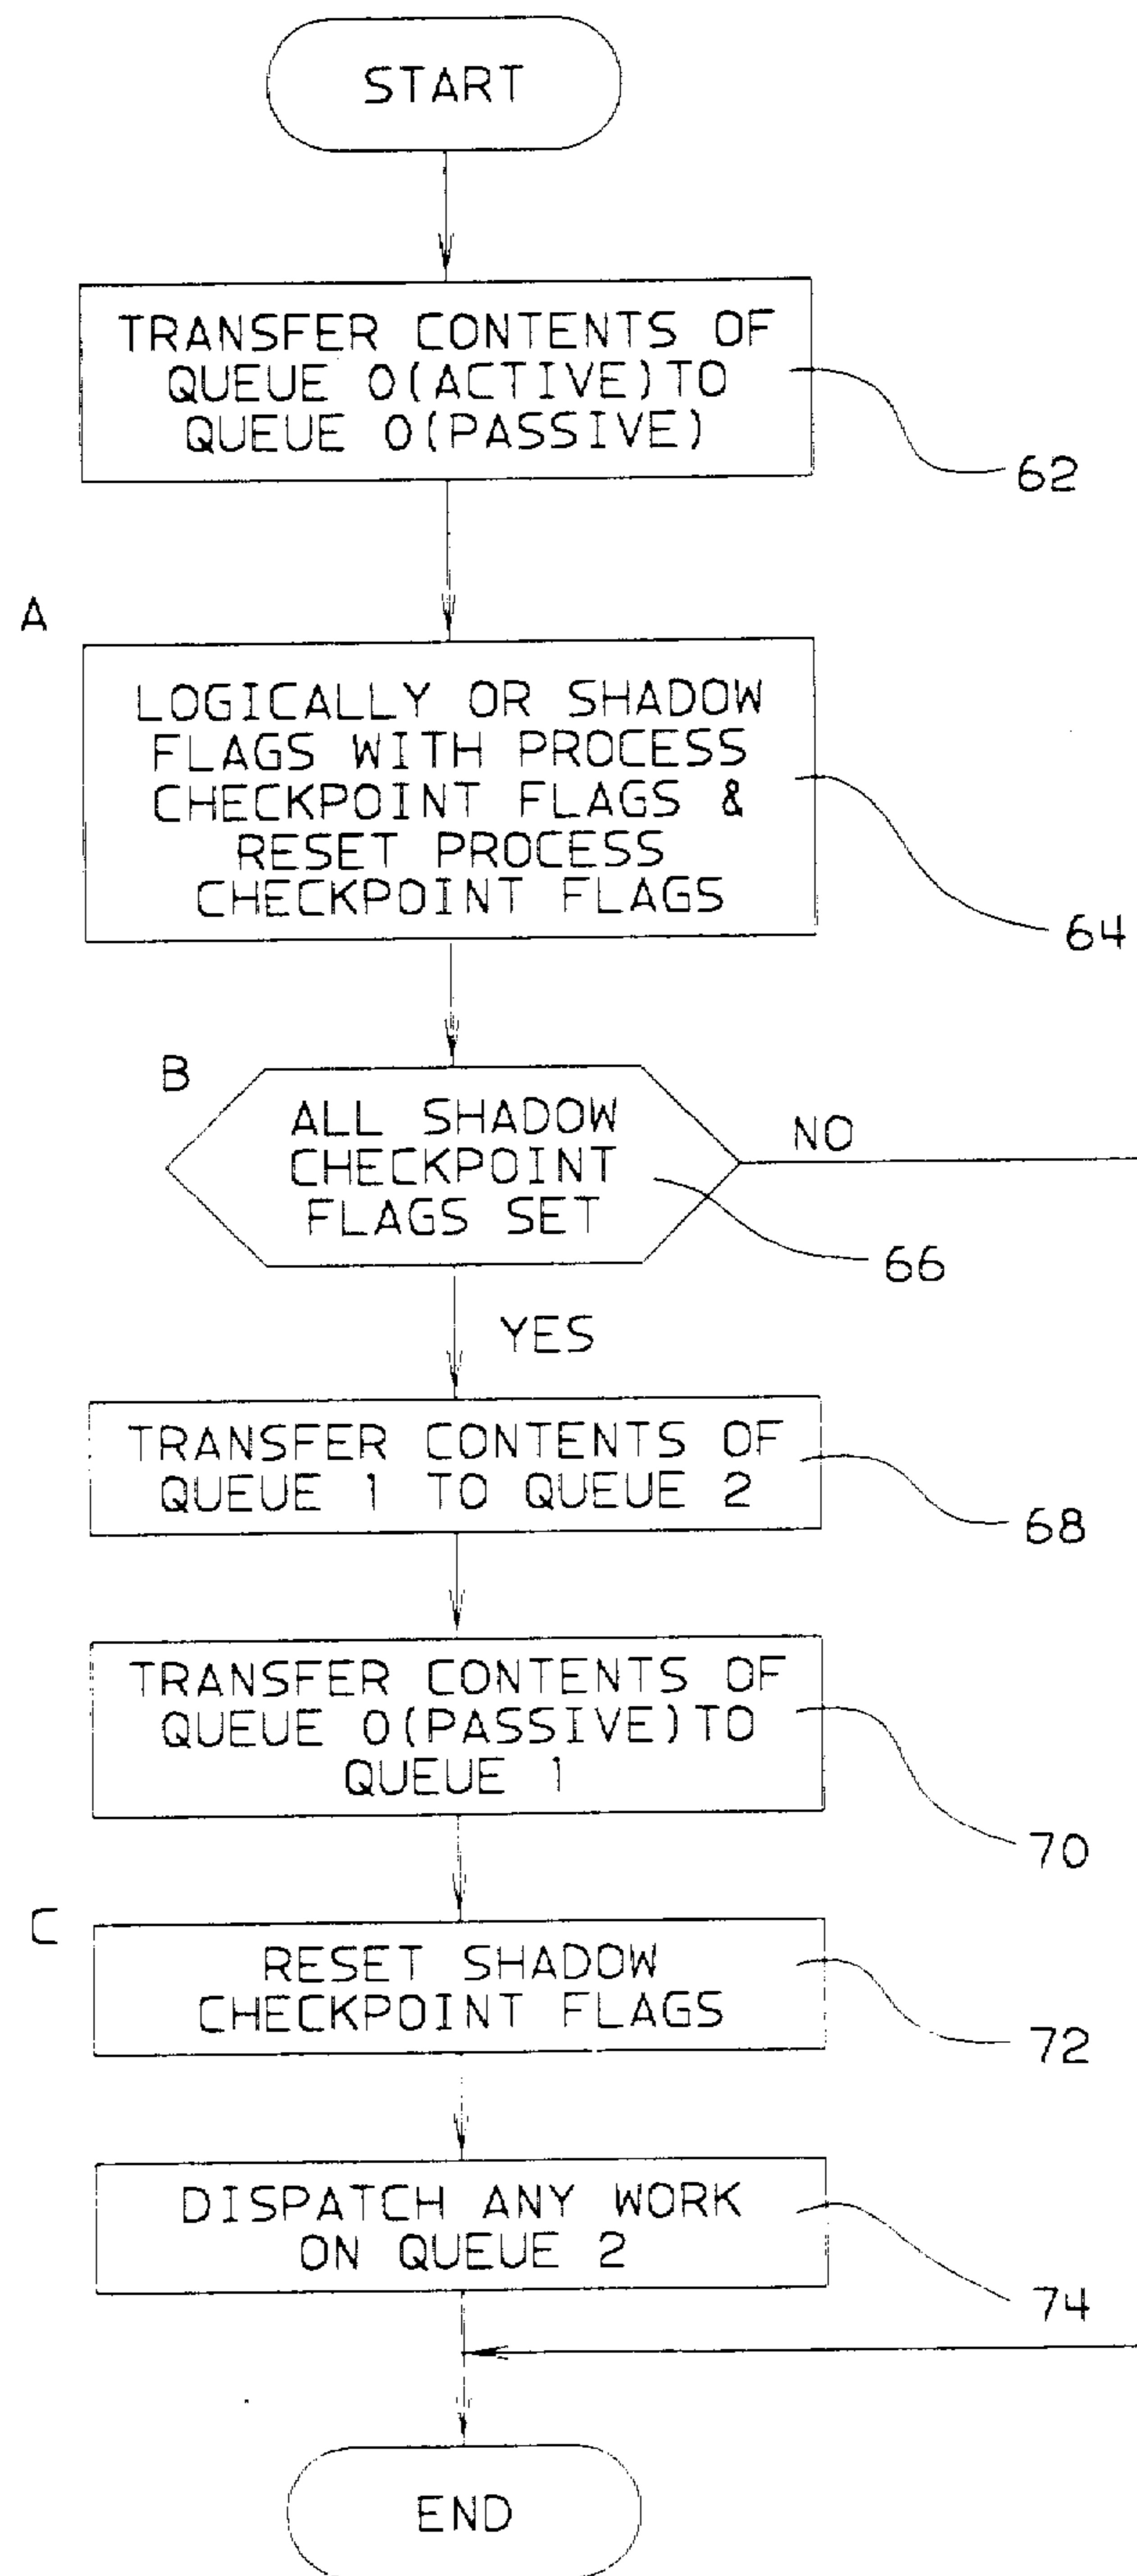 START
TRANSFER CONTENTS OF
QUEUE 0(ACTIVE)TO
QUEUE 0(PASSIVE)
62
A
LOGICALLY OR SHADOW
FLAGS WITH PROCESS
CHECKPOINT FLAGS &
RESET PROCESS
CHECKPOINT FLAGS
64
B
ALL SHADOW
CHECKPOINT
FLAGS SET
NO
66
YES
TRANSFER CONTENTS OF
QUEUE 1 TO QUEUE 2
68
TRANSFER CONTENTS OF
QUEUE 0(PASSIVE)TO
QUEUE 1
70
C
RESET SHADOW
CHECKPOINT FLAGS
72
DISPATCH ANY WORK
ON QUEUE 2
74
END